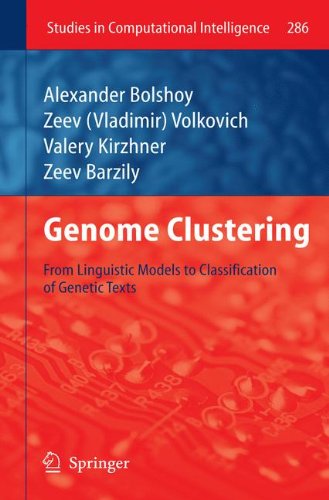 Studies in Computational Intelligence 286
Alexander Bolshoy
Zeev (Vladimir) Volkovich
Valery Kirzhner
Zeev Barzily
Genome Clustering
From Linguistic Models to Classification
of Genetic Texts
Springer